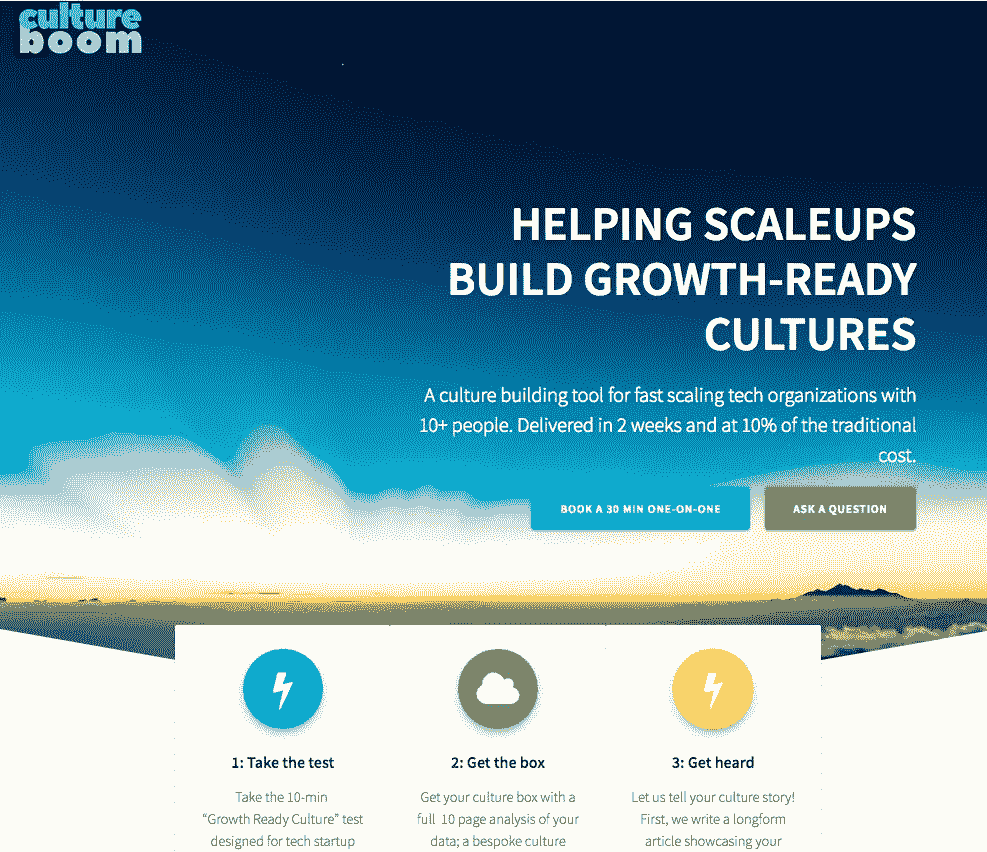 culture
boom
HELPING SCALEUPS
BUILD GROWTH-READY
CULTURES
A culture building tool for fast scaling tech organizations with
10+ people. Delivered in 2 weeks and at 10% of the traditional
cost.
BOOK A 30 MIN ONE-ON-ONE
ASK A QUESTION
1: Take the test
Take the 10-min
“Growth Ready Culture” test
designed for tech startup
2: Get the box
Get your culture box with a
full 10 page analysis of your
data; a bespoke culture
3: Get heard
Let us tell your culture story!
First, we write a longform
article showcasing your